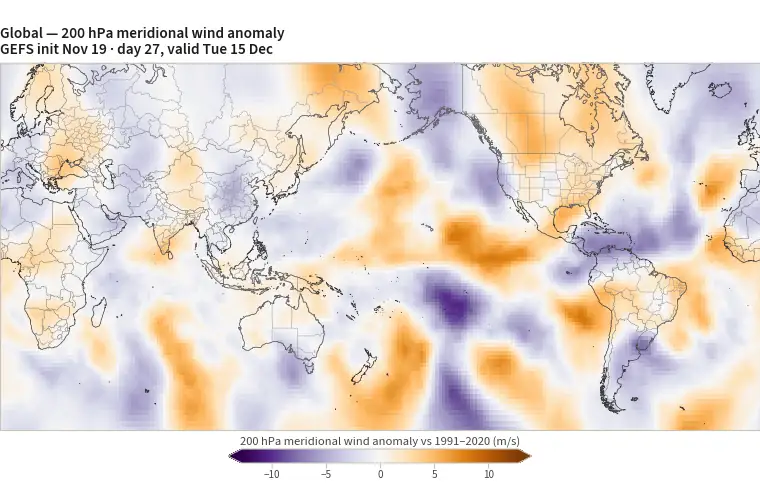 Global — 200 hPa meridional wind anomaly
GEFS init Nov 19 · day 27, valid Tue 15 Dec
200 hPa meridional wind anomaly vs 1991–2020 (m/s)
−10 −5 0 5 10